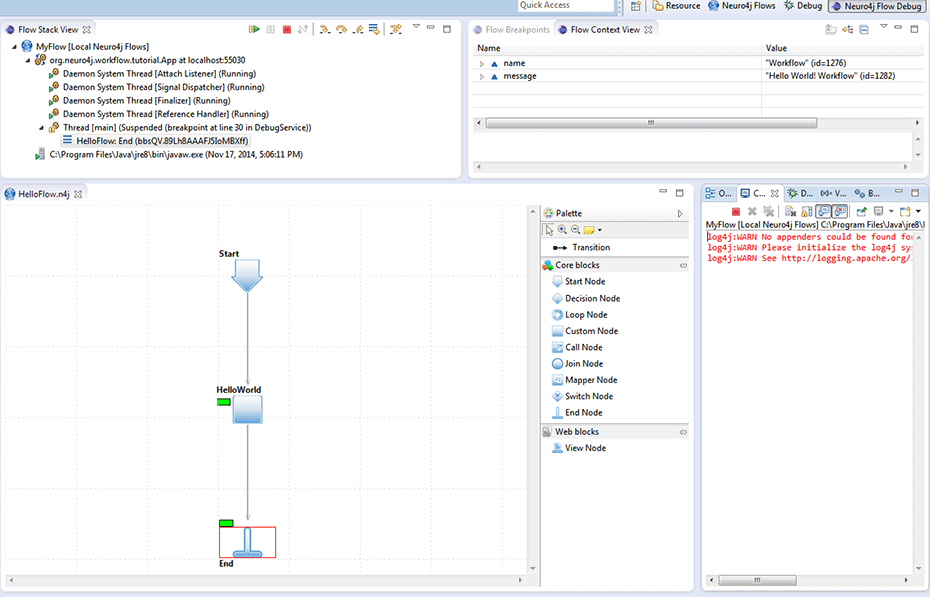 Quick Access
Resource
Neuro4j Flows
Debug
Neuro4j Flow Debug
Flow Stack View
MyFlow [Local Neuro4j Flows]
org.neuro4j.workflow.tutorial.App at localhost:55030
Daemon System Thread [Attach Listener] (Running)
Daemon System Thread [Signal Dispatcher] (Running)
Daemon System Thread [Finalizer] (Running)
Daemon System Thread [Reference Handler] (Running)
Thread [main] (Suspended (breakpoint at line 30 in DebugService))
HelloFlow: End (bbsQV.89Lh8AAAFJ5IoMBXff)
C:\Program Files\Java\jre8\bin\javaw.exe (Nov 17, 2014, 5:06:11 PM)
Flow Breakpoints
Flow Context View
Name Value
name "Workflow" (id=1276)
message "Hello World! Workflow" (id=1282)
HelloFlow.n4j
Start
HelloWorld
End
Palette
Transition
Core blocks
Start Node
Decision Node
Loop Node
Custom Node
Call Node
Join Node
Mapper Node
Switch Node
End Node
Web blocks
View Node
O...
C...
D...
V...
B...
MyFlow [Local Neuro4j Flows] C:\Program Files\Java\jre8\
log4j:WARN No appenders could be found for
log4j:WARN Please initialize the log4j sys
log4j:WARN See http://logging.apache.org/